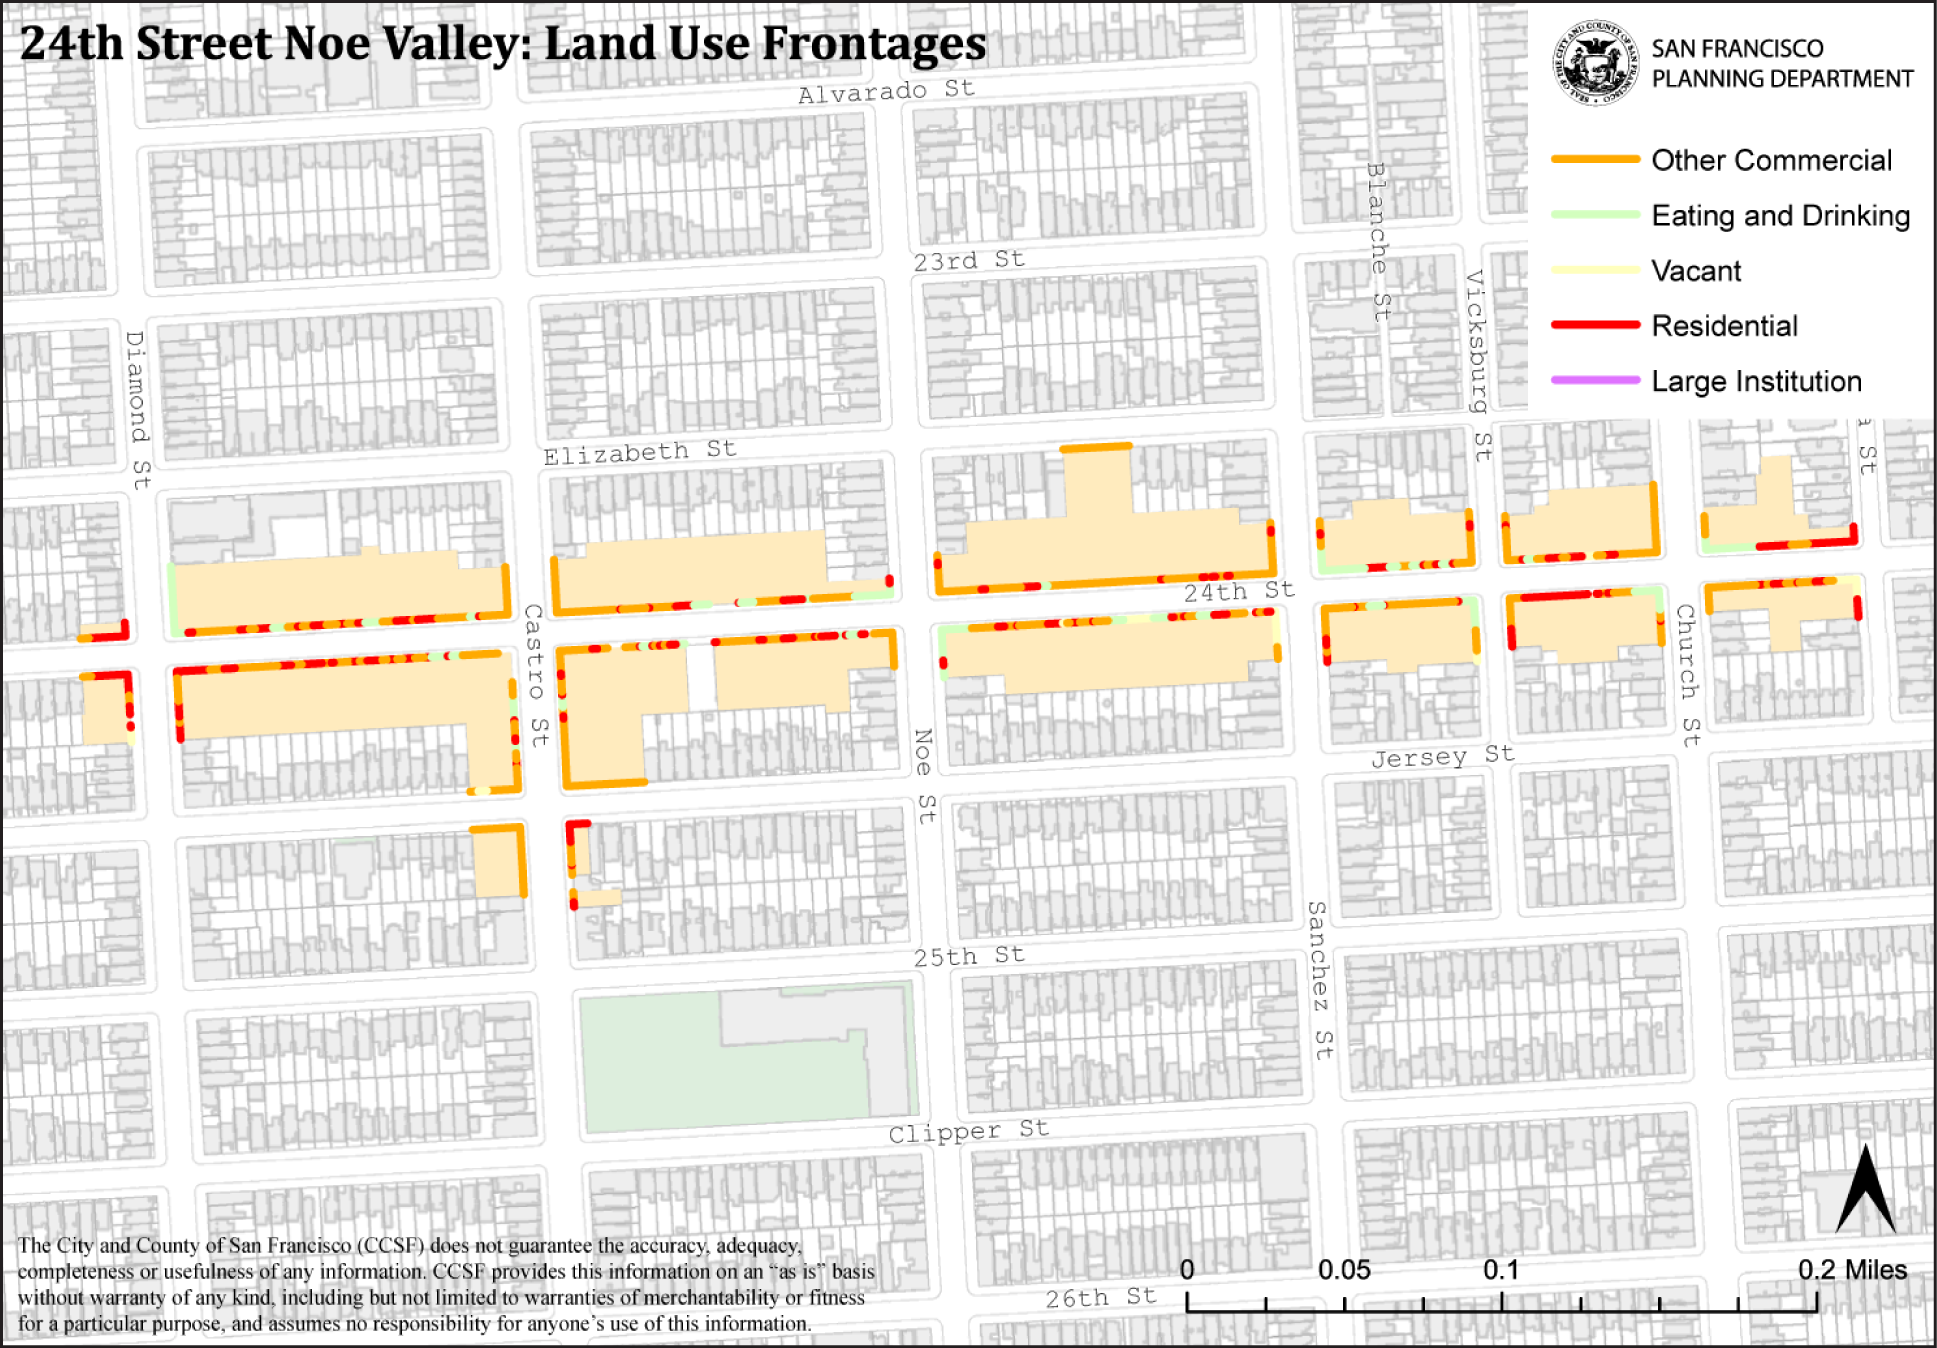 24th Street Noe Valley: Land Use Frontages
SAN FRANCISCO
PLANNING DEPARTMENT
Other Commercial
Eating and Drinking
Vacant
Residential
Large Institution
Alvarado St
Blanche St
23rd St
Vicksburg St
Diamond St
Elizabeth St
a St
24th St
Castro St
Church St
Noe St
Jersey St
Sanchez St
25th St
Clipper St
26th St
The City and County of San Francisco (CCSF) does not guarantee the accuracy, adequacy,
completeness or usefulness of any information. CCSF provides this information on an “as is” basis
without warranty of any kind, including but not limited to warranties of merchantability or fitness
for a particular purpose, and assumes no responsibility for anyone’s use of this information.
0 0.05 0.1 0.2 Miles